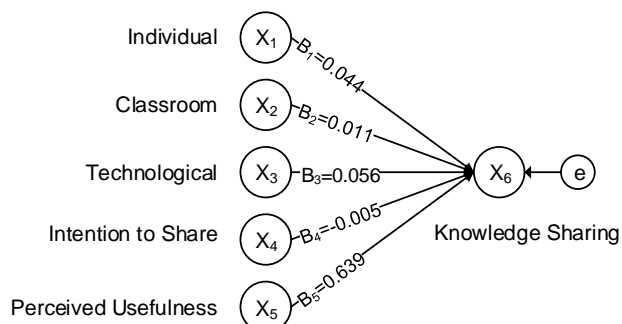 Individual X₁ B₁=0.044
Classroom X₂ B₂=0.011
Technological X₃ B₃=0.056 X₆ e
Intention to Share X₄ B₄=-0.005 Knowledge Sharing
Perceived Usefulness X₅ B₅=0.639